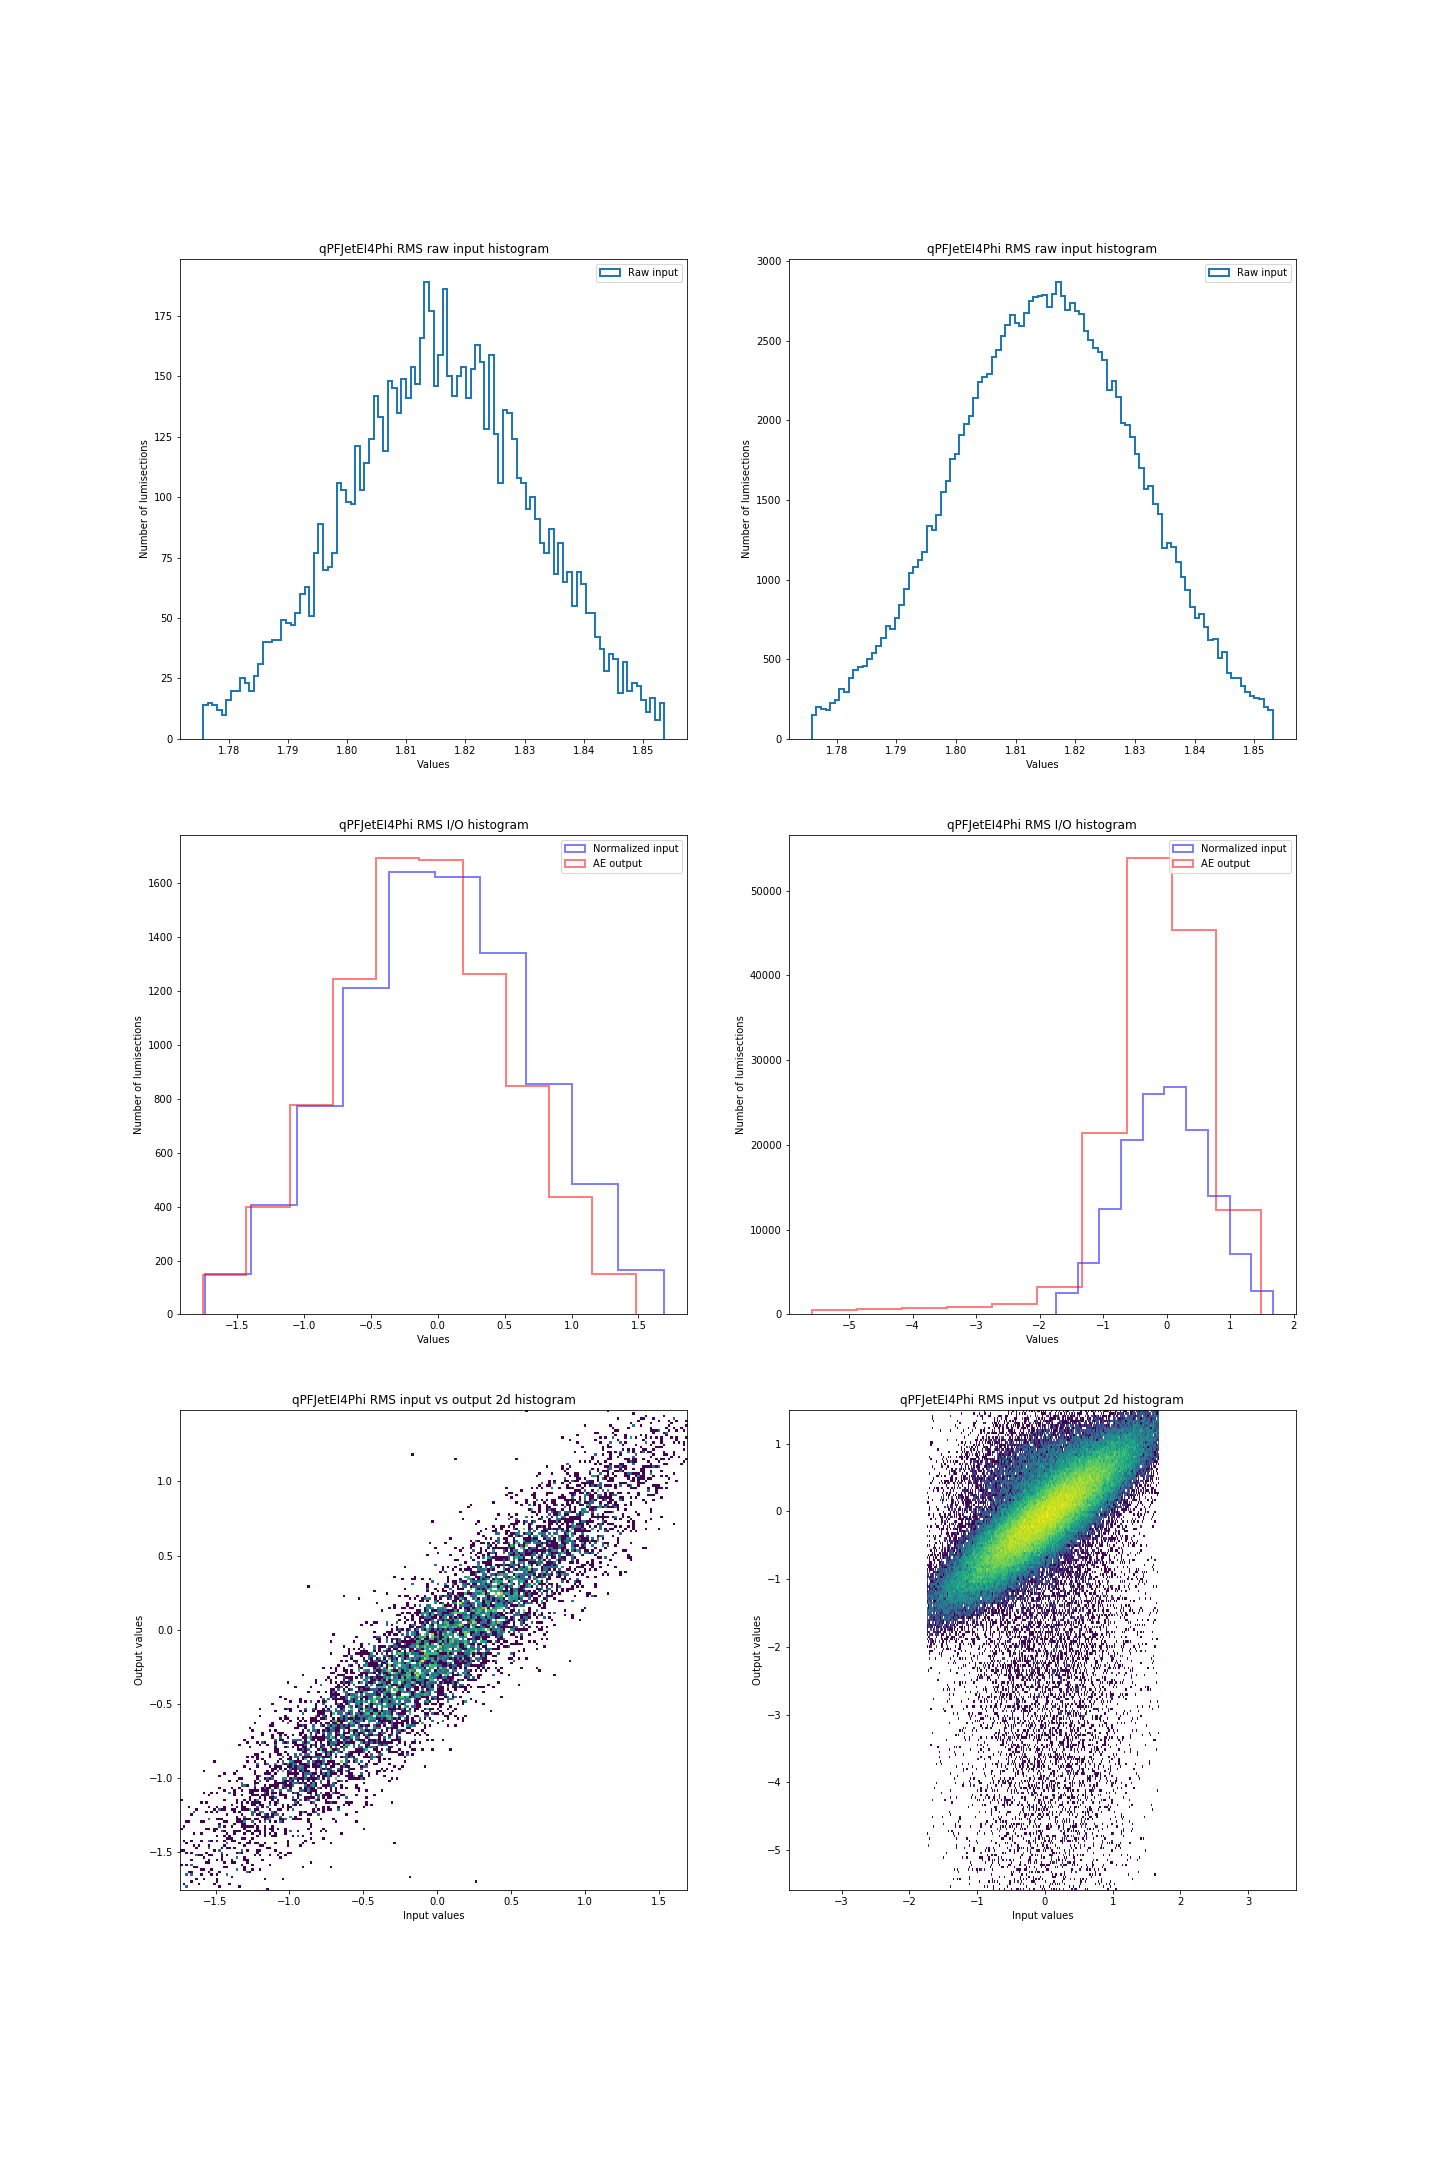 qPFJetEI4Phi RMS raw input histogram
Raw input
175
150
125
100
75
50
25
0
Number of lumisections
1.78 1.79 1.80 1.81 1.82 1.83 1.84 1.85
Values
qPFJetEI4Phi RMS raw input histogram
Raw input
3000
2500
2000
1500
1000
500
0
Number of lumisections
1.78 1.79 1.80 1.81 1.82 1.83 1.84 1.85
Values
qPFJetEI4Phi RMS I/O histogram
Normalized input
AE output
1600
1400
1200
1000
800
600
400
200
0
Number of lumisections
−1.5 −1.0 −0.5 0.0 0.5 1.0 1.5
Values
qPFJetEI4Phi RMS I/O histogram
Normalized input
AE output
50000
40000
30000
20000
10000
0
Number of lumisections
−5 −4 −3 −2 −1 0 1 2
Values
qPFJetEI4Phi RMS input vs output 2d histogram
1.0
0.5
0.0
−0.5
−1.0
−1.5
Output values
−1.5 −1.0 −0.5 0.0 0.5 1.0 1.5
Input values
qPFJetEI4Phi RMS input vs output 2d histogram
1
0
−1
−2
−3
−4
−5
Output values
−3 −2 −1 0 1 2 3
Input values